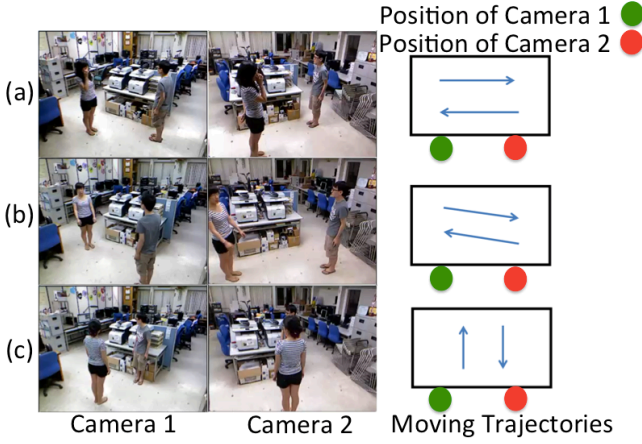 Position of Camera 1
Position of Camera 2
(a)
(b)
(c)
Camera 1
Camera 2
Moving Trajectories